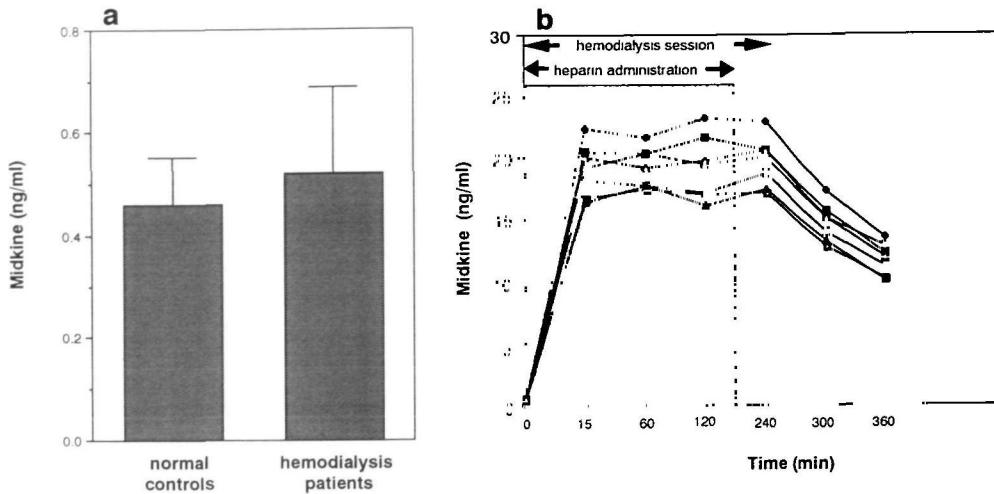 a
0.8
0.6
0.4
0.2
0.0
Midkine (ng/ml)
normal
controls
hemodialysis
patients
b
30
hemodialysis session
heparin administration
Midkine (ng/ml)
0
15
60
120
240
300
360
Time (min)